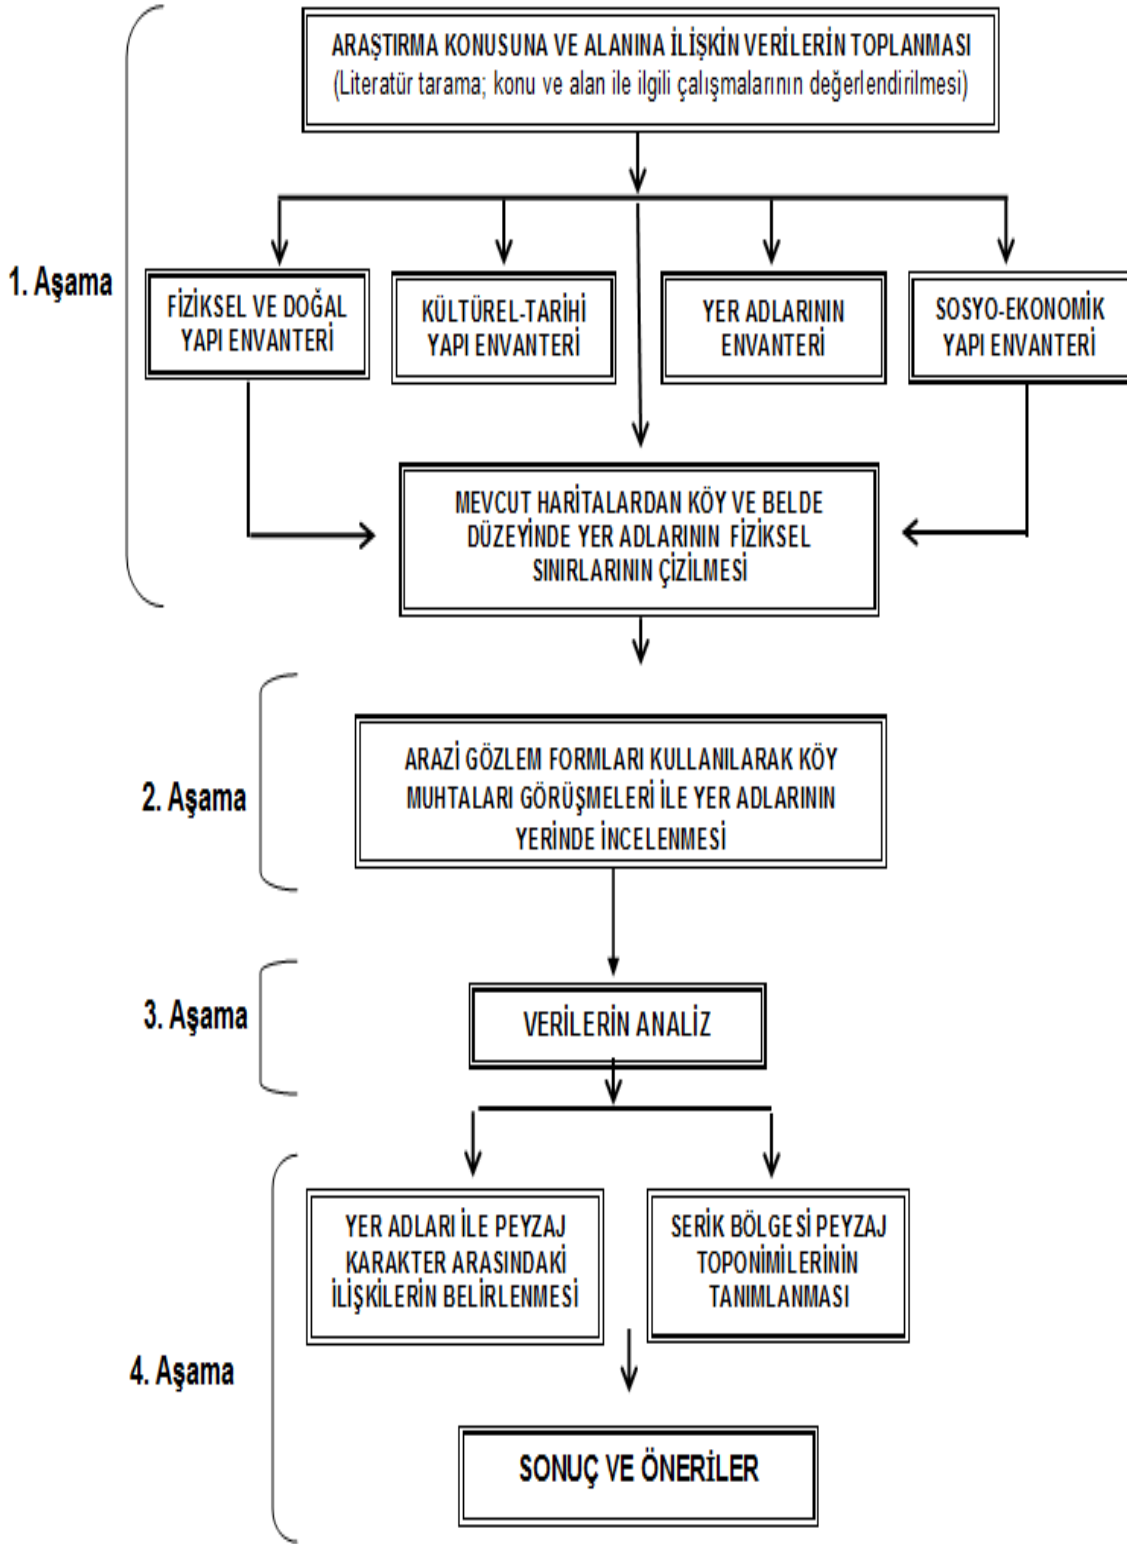 ARAŞTIRMA KONUSUNA VE ALANINA İLİŞKİN VERİLERİN TOPLANMASI
(Literatür tarama; konu ve alan ile ilgili çalışmalarının değerlendirilmesi)
1. Aşama
FİZİKSEL VE DOĞAL
YAPI ENVANTERİ
KÜLTÜREL-TARİHİ
YAPI ENVANTERİ
YER ADLARININ
ENVANTERİ
SOSYO-EKONOMİK
YAPI ENVANTERİ
MEVCUT HARİTALARDAN KÖY VE BELDE
DÜZEYİNDE YER ADLARININ FİZİKSEL
SINIRLARININ ÇİZİLMESİ
2. Aşama
ARAZİ GÖZLEM FORMLARI KULLANILARAK KÖY
MUHTALARI GÖRÜŞMELERİ İLE YER ADLARININ
YERİNDE İNCELENMESİ
3. Aşama
VERİLERİN ANALİZ
4. Aşama
YER ADLARI İLE PEYZAJ
KARAKTER ARASINDAKİ
İLİŞKİLERİN BELİRLENMESİ
SERİK BÖLGESİ PEYZAJ
TOPONİMİLERİNİN
TANIMLANMASI
SONUÇ VE ÖNERİLER